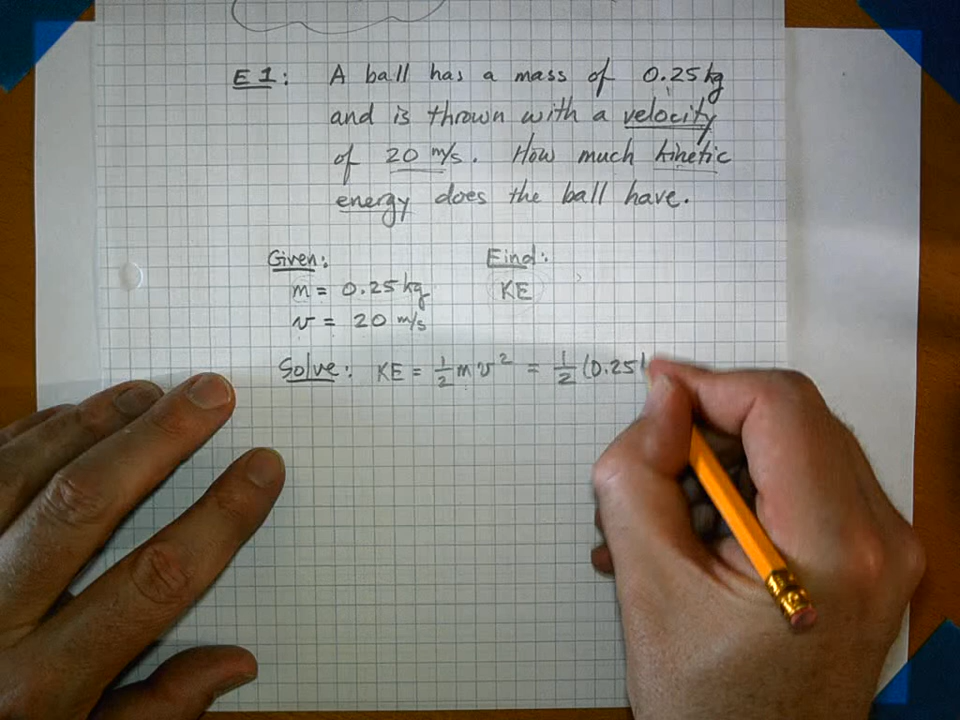 E1: A ball has a mass of 0.25 kg
and is thrown with a velocity
of 20 m/s. How much kinetic
energy does the ball have.
Given: Find:
m = 0.25 kg KE
v = 20 m/s
Solve: KE = 1/2 m v² = 1/2 (0.25